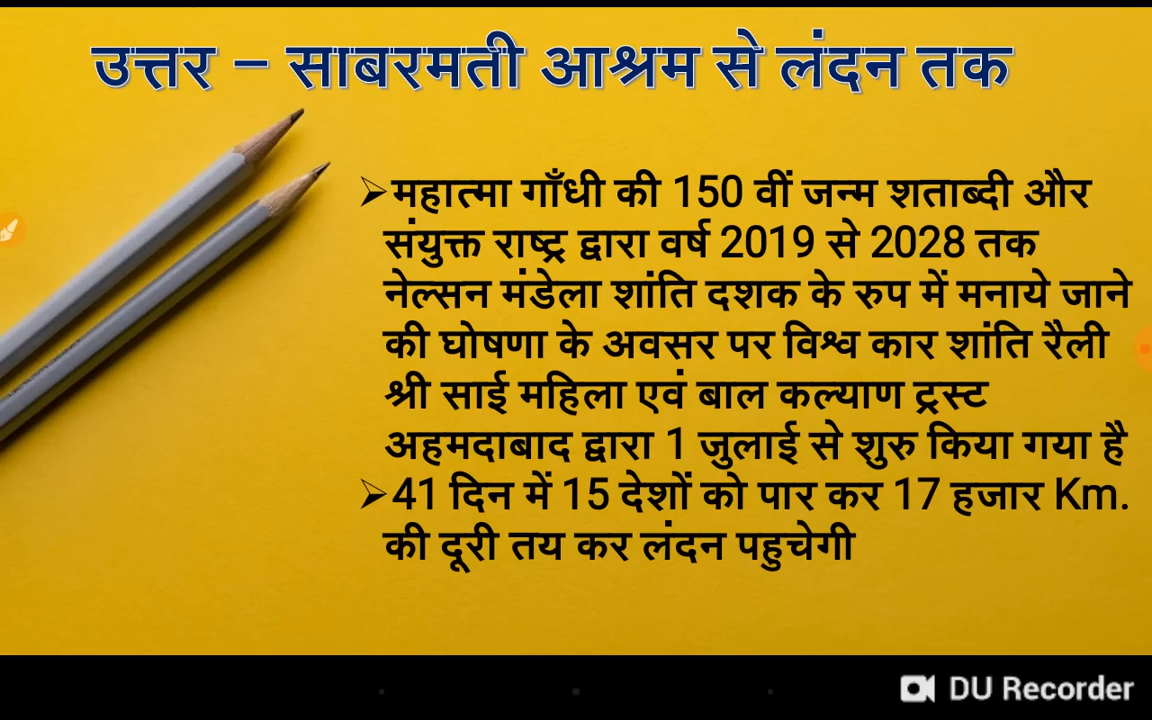 उत्तर – साबरमती आश्रम से लंदन तक
➢महात्मा गाँधी की 150 वीं जन्म शताब्दी और
संयुक्त राष्ट्र द्वारा वर्ष 2019 से 2028 तक
नेल्सन मंडेला शांति दशक के रुप में मनाये जाने
की घोषणा के अवसर पर विश्व कार शांति रैली
श्री साई महिला एवं बाल कल्याण ट्रस्ट
अहमदाबाद द्वारा 1 जुलाई से शुरु किया गया है
➢41 दिन में 15 देशों को पार कर 17 हजार Km.
की दूरी तय कर लंदन पहुचेगी
DU Recorder